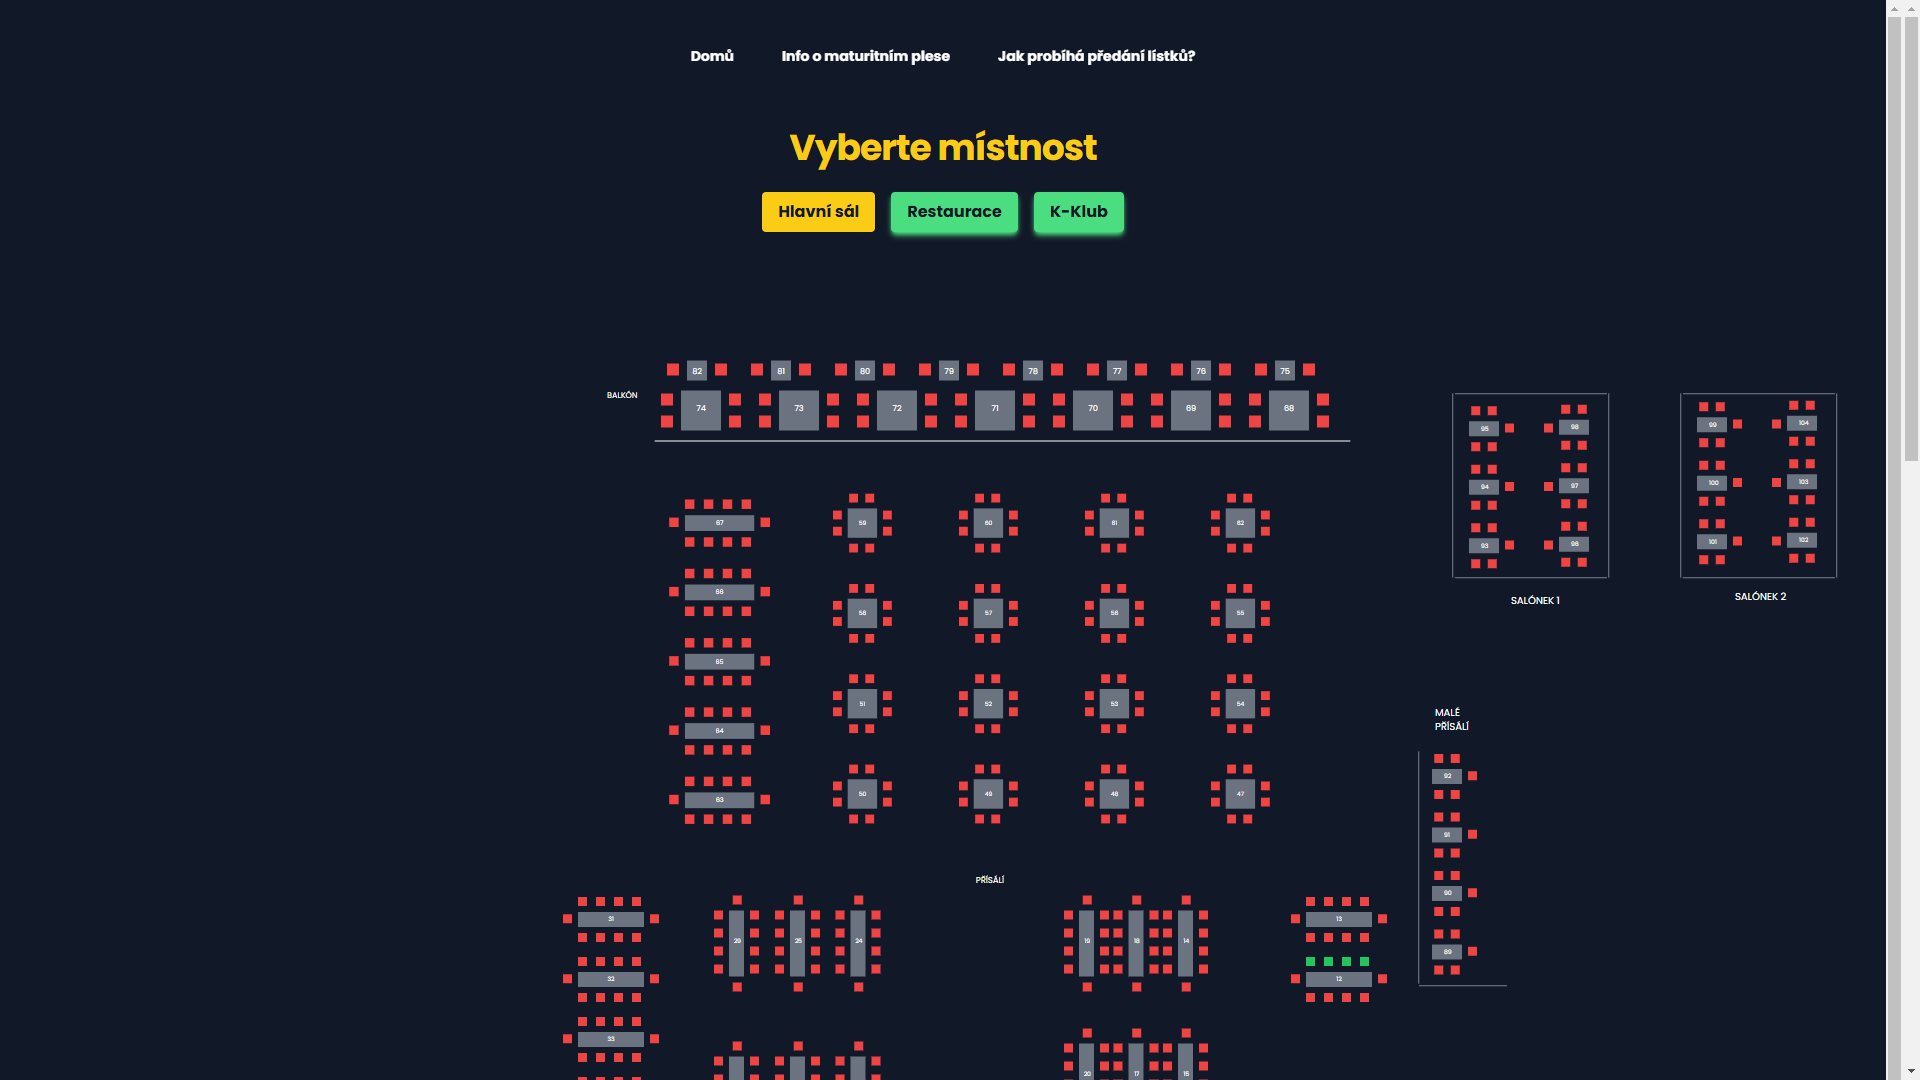 Domů Info o maturitním plese Jak probíhá předání lístků?
Vyberte místnost
Hlavní sál Restaurace K-Klub
82 81 80 79 78 77 76 75
BALKÓN
74 73 72 71 70 69 68
95 98 99 104
94 97 100 103
93 96 101 102
SALÓNEK 1 SALÓNEK 2
67 59 60 61 62
66 58 57 56 55
65 51 52 53 54
64
63 50 49 48 47
MALÉ
PŘÍSÁLÍ
92
91
90
89
PŘÍSÁLÍ
31 29 25 24 19 18 14 13
32 12
33
20 17 15